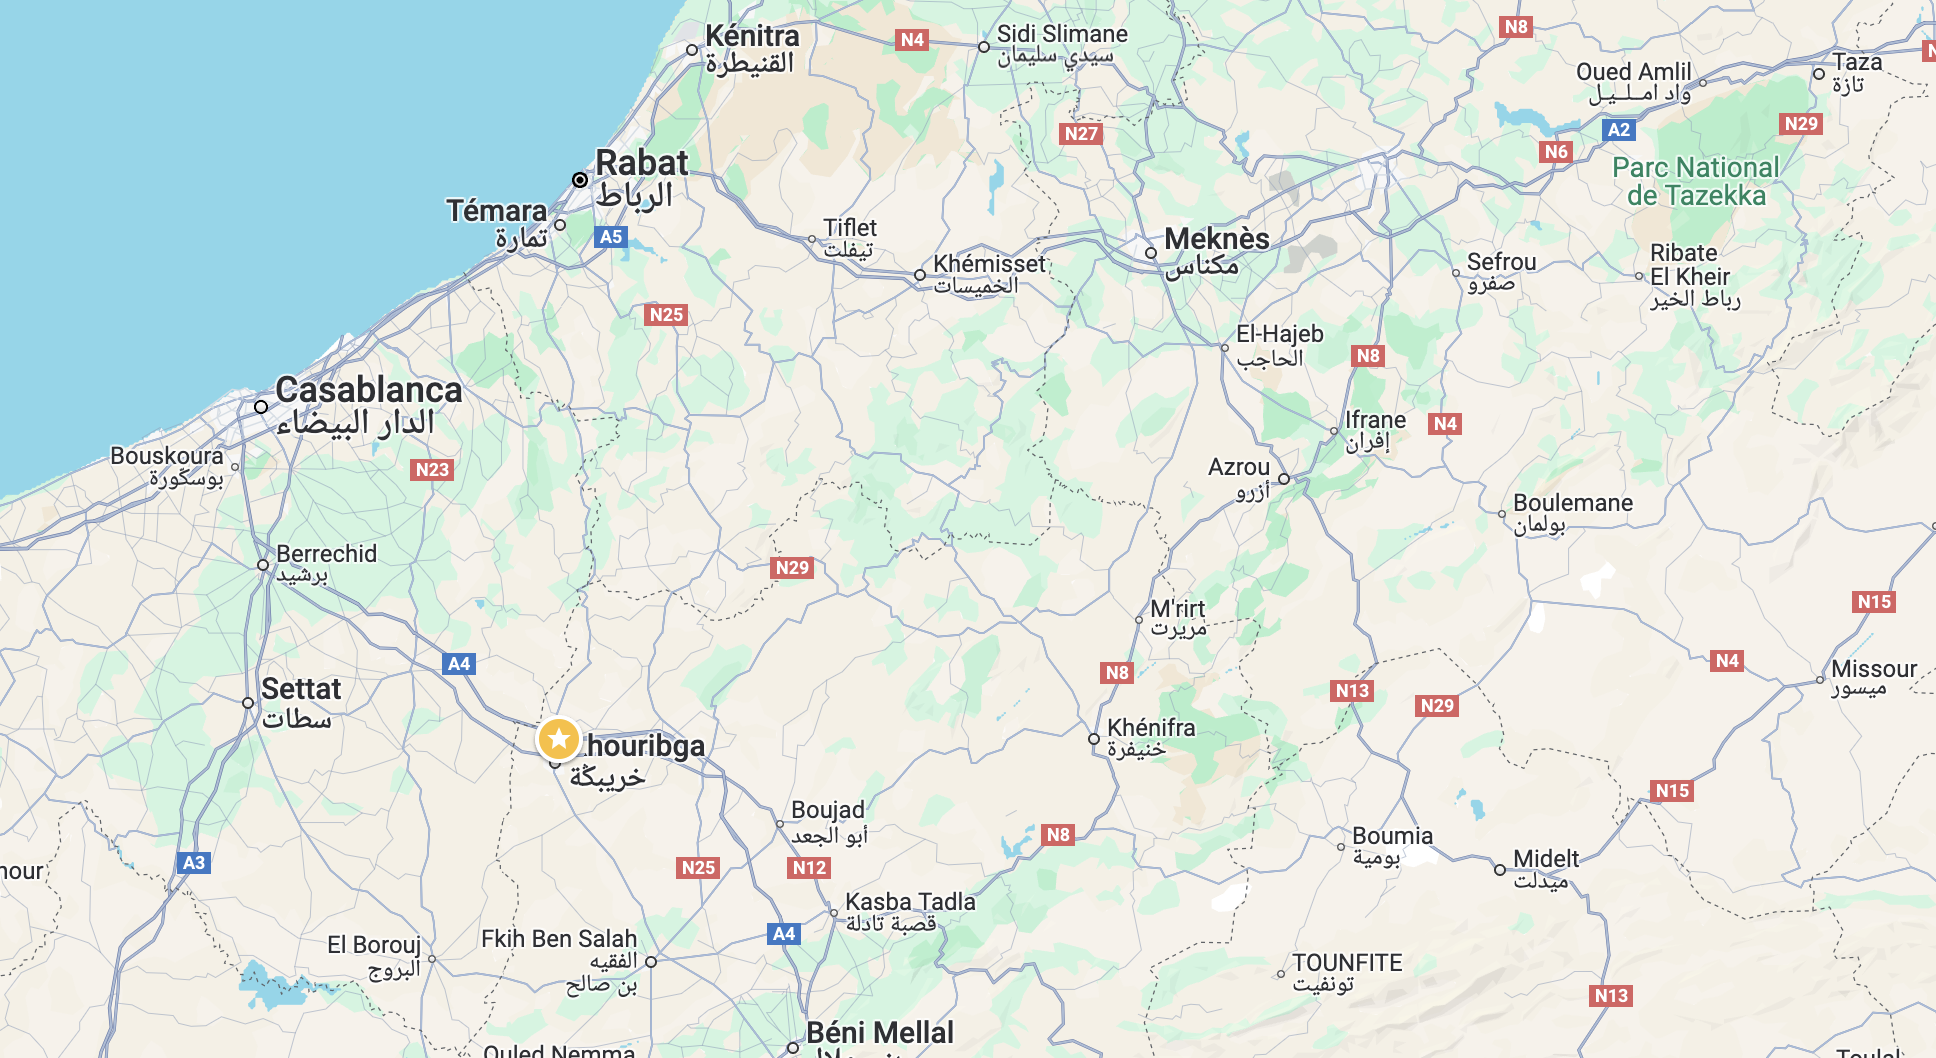 Kénitra
القنيطرة
N4
Sidi Slimane
سيدي سليمان
N8
Oued Amlil
واد امـلـيـل
Taza
تازة
N27
A2
N29
N6
Parc National
de Tazekka
Rabat
الرباط
Témara
تمارة
A5
Tiflet
تيفلت
Khémisset
الخميسات
Meknès
مكناس
Sefrou
صفرو
Ribate
El Kheir
رباط الخير
N25
El-Hajeb
الحاجب
N8
Casablanca
الدار البيضاء
Ifrane
إفران
N4
Bouskoura
بوسكورة
N23
Azrou
أزرو
Boulemane
بولمان
Berrechid
برشيد
N29
M'rirt
مريرت
N15
A4
N8
N4
Missour
ميسور
Settat
سطات
N13
N29
Khénifra
خنيفرة
houribga
خريبكة
N15
Boujad
أبو الجعد
N8
Boumia
بومية
Midelt
ميدلت
A3
nour
N25
N12
Kasba Tadla
قصبة تادلة
A4
El Borouj
البروج
Fkih Ben Salah
الفقيه
بن صالح
TOUNFITE
تونفيت
N13
Béni Mellal
Ouled Nemma